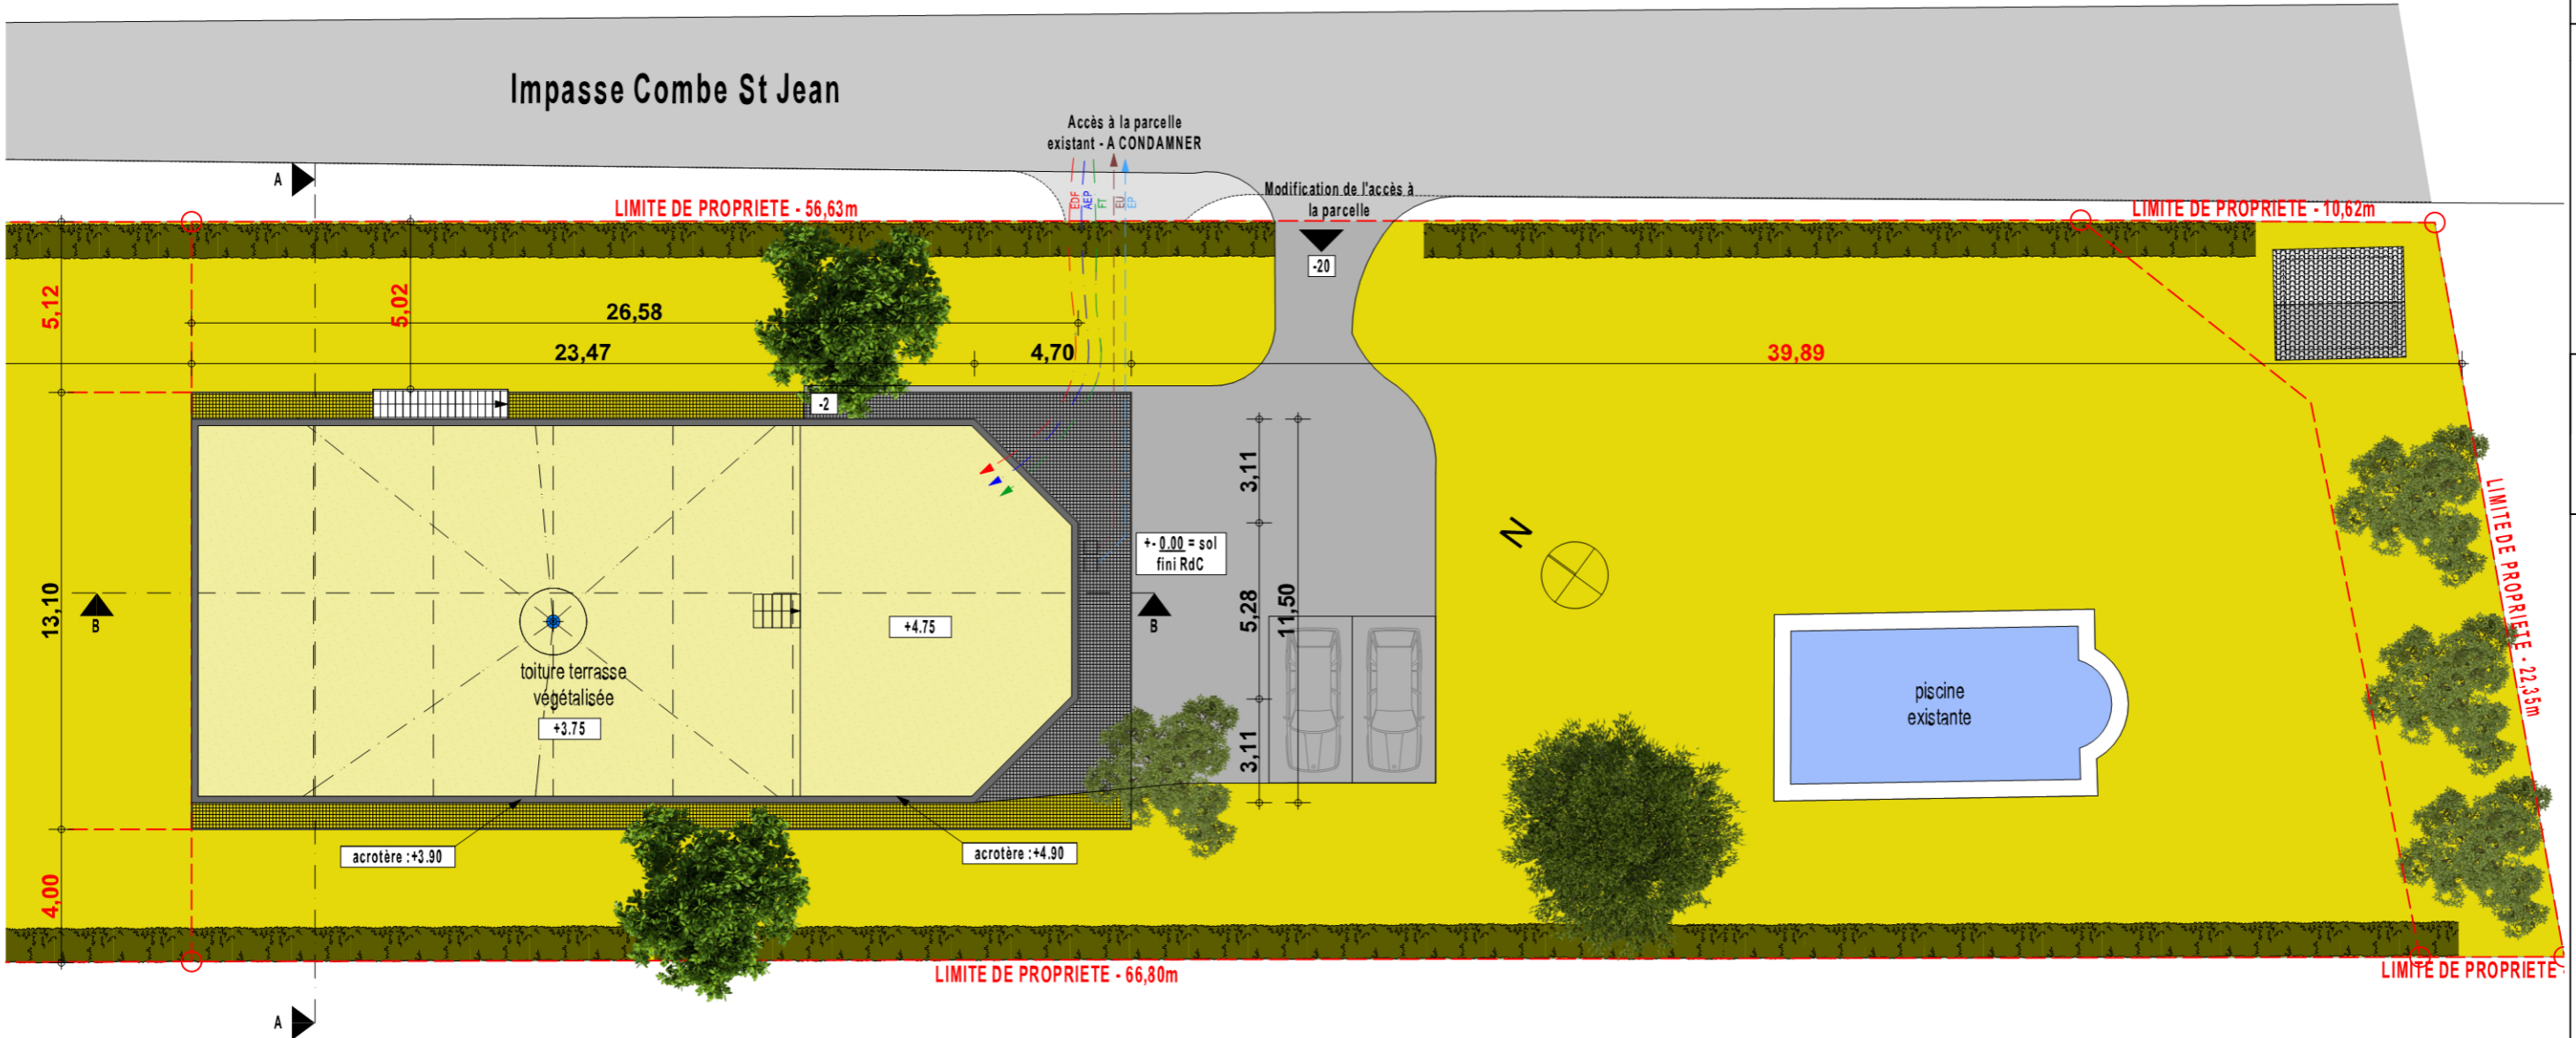 Impasse Combe St Jean
Accès à la parcelle
existant - A CONDAMNER
A
Modification de l'accès à
la parcelle
LIMITE DE PROPRIETE - 56,63m
EDF
AEP
FT
EU
EP
LIMITE DE PROPRIETE - 10,62m
-20
5,12
5,02
26,58
23,47
4,70
39,89
-2
3,11
N
+- 0.00 = sol
fini RdC
13,10
B
B
5,28
11,50
+4.75
toiture terrasse
végétalisée
+3.75
piscine
existante
LIMITE DE PROPRIETE - 22,35m
3,11
acrotère :+3.90
acrotère :+4.90
4,00
LIMITE DE PROPRIETE - 66,80m
LIMITE DE PROPRIETE -
A